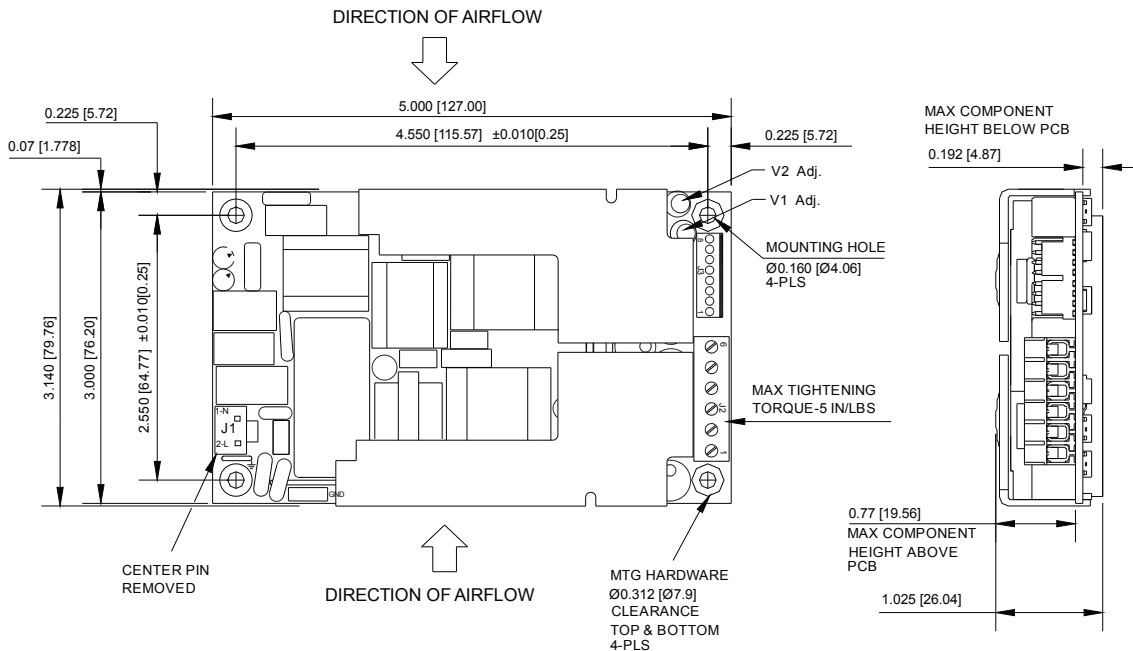 DIRECTION OF AIRFLOW
5.000 [127.00]
0.225 [5.72]
4.550 [115.57] ±0.010[0.25]
0.225 [5.72]
0.07 [1.778]
MAX COMPONENT
HEIGHT BELOW PCB
0.192 [4.87]
V2 Adj.
V1 Adj.
MOUNTING HOLE
Ø0.160 [Ø4.06]
4-PLS
8
J3
1
3.140 [79.76]
3.000 [76.20]
2.550 [64.77] ±0.010[0.25]
6
J2
1
MAX TIGHTENING
TORQUE-5 IN/LBS
1-N
J1
2-L
GND
0.77 [19.56]
MAX COMPONENT
HEIGHT ABOVE
PCB
1.025 [26.04]
CENTER PIN
REMOVED
DIRECTION OF AIRFLOW
MTG HARDWARE
Ø0.312 [Ø7.9]
CLEARANCE
TOP & BOTTOM
4-PLS